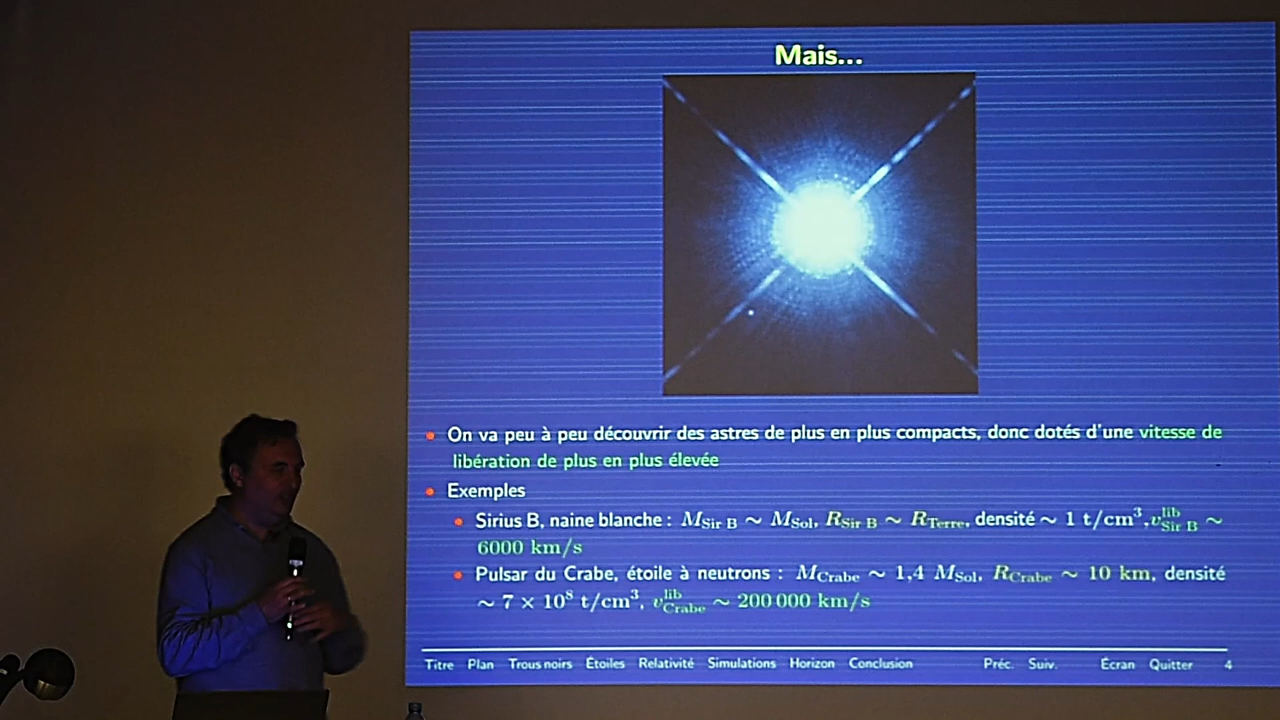 Mais…
On va peu à peu découvrir des astres de plus en plus compacts, donc dotés d'une vitesse de
libération de plus en plus élevée
Exemples
Sirius B, naine blanche : M_Sir B ∼ M_Sol, R_Sir B ∼ R_Terre, densité ∼ 1 t/cm³, v^lib_Sir B ∼
6000 km/s
Pulsar du Crabe, étoile à neutrons : M_Crabe ∼ 1,4 M_Sol, R_Crabe ∼ 10 km, densité
∼ 7 × 10⁸ t/cm³, v^lib_Crabe ∼ 200 000 km/s
Titre Plan Trous noirs Étoiles Relativité Simulations Horizon Conclusion Préc. Suiv. Écran Quitter 4